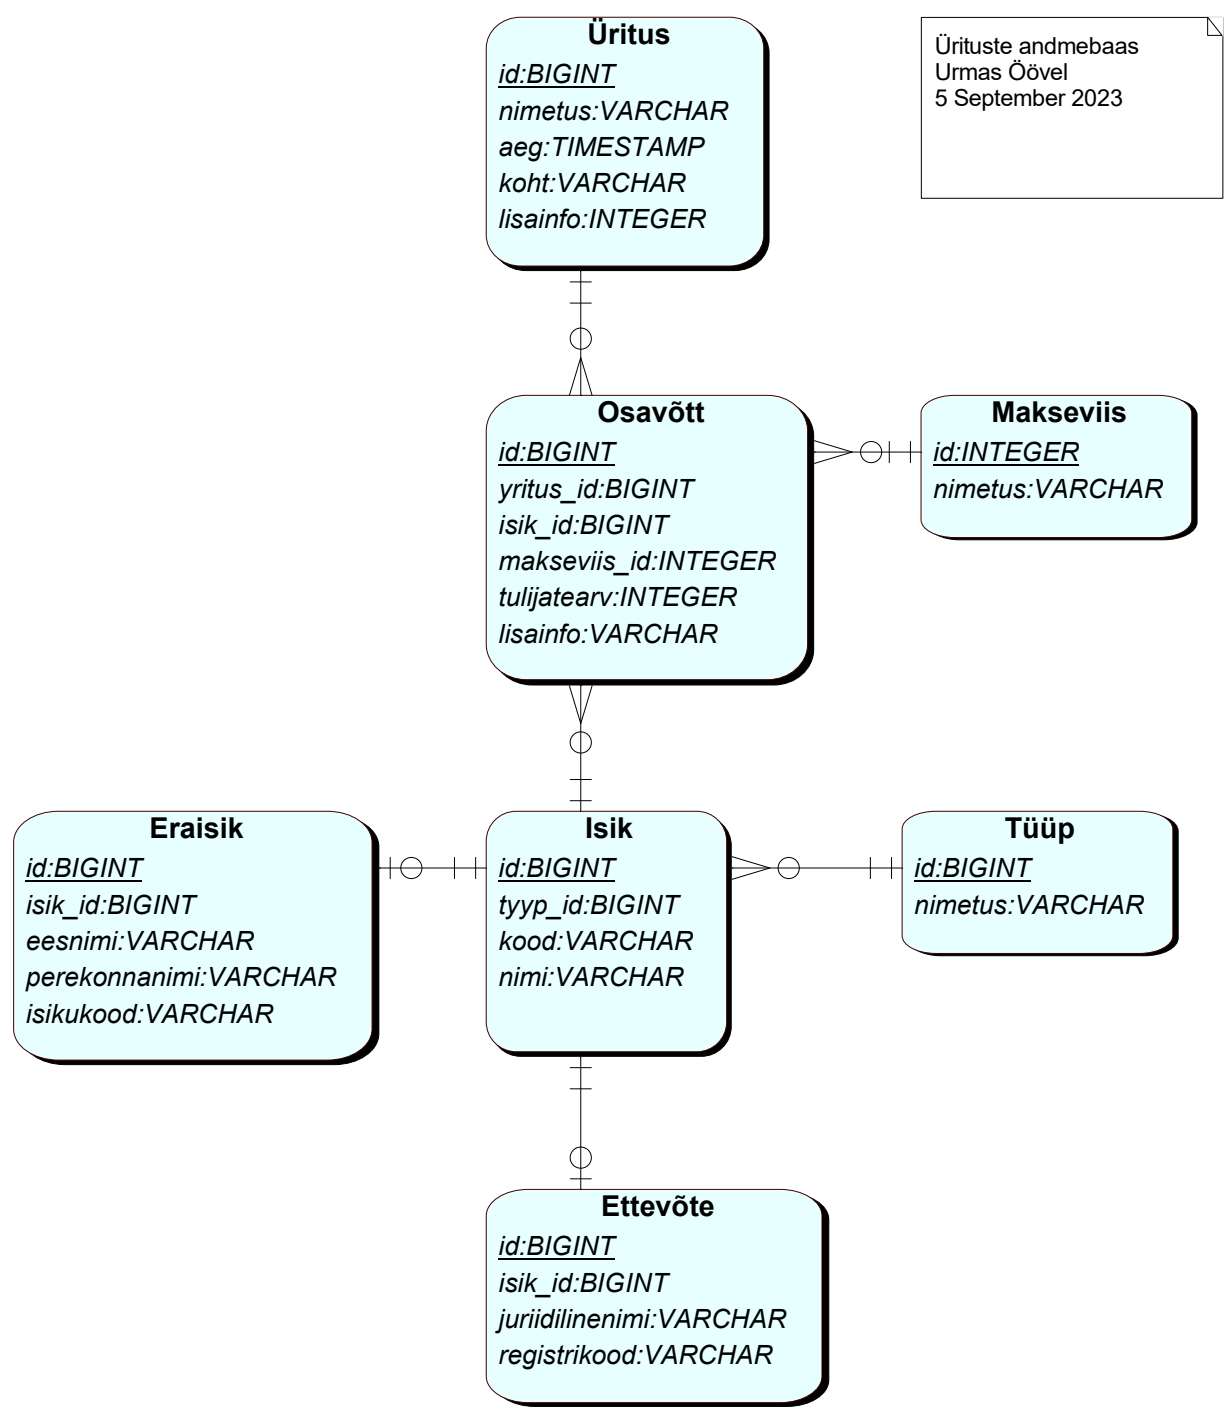 Üritus
id:BIGINT
nimetus:VARCHAR
aeg:TIMESTAMP
koht:VARCHAR
lisainfo:INTEGER
Ürituste andmebaas
Urmas Öövel
5 September 2023
Osavõtt
id:BIGINT
yritus_id:BIGINT
isik_id:BIGINT
makseviis_id:INTEGER
tulijatearv:INTEGER
lisainfo:VARCHAR
Makseviis
id:INTEGER
nimetus:VARCHAR
Eraisik
id:BIGINT
isik_id:BIGINT
eesnimi:VARCHAR
perekonnanimi:VARCHAR
isikukood:VARCHAR
Isik
id:BIGINT
tyyp_id:BIGINT
kood:VARCHAR
nimi:VARCHAR
Tüüp
id:BIGINT
nimetus:VARCHAR
Ettevõte
id:BIGINT
isik_id:BIGINT
juriidilinenimi:VARCHAR
registrikood:VARCHAR